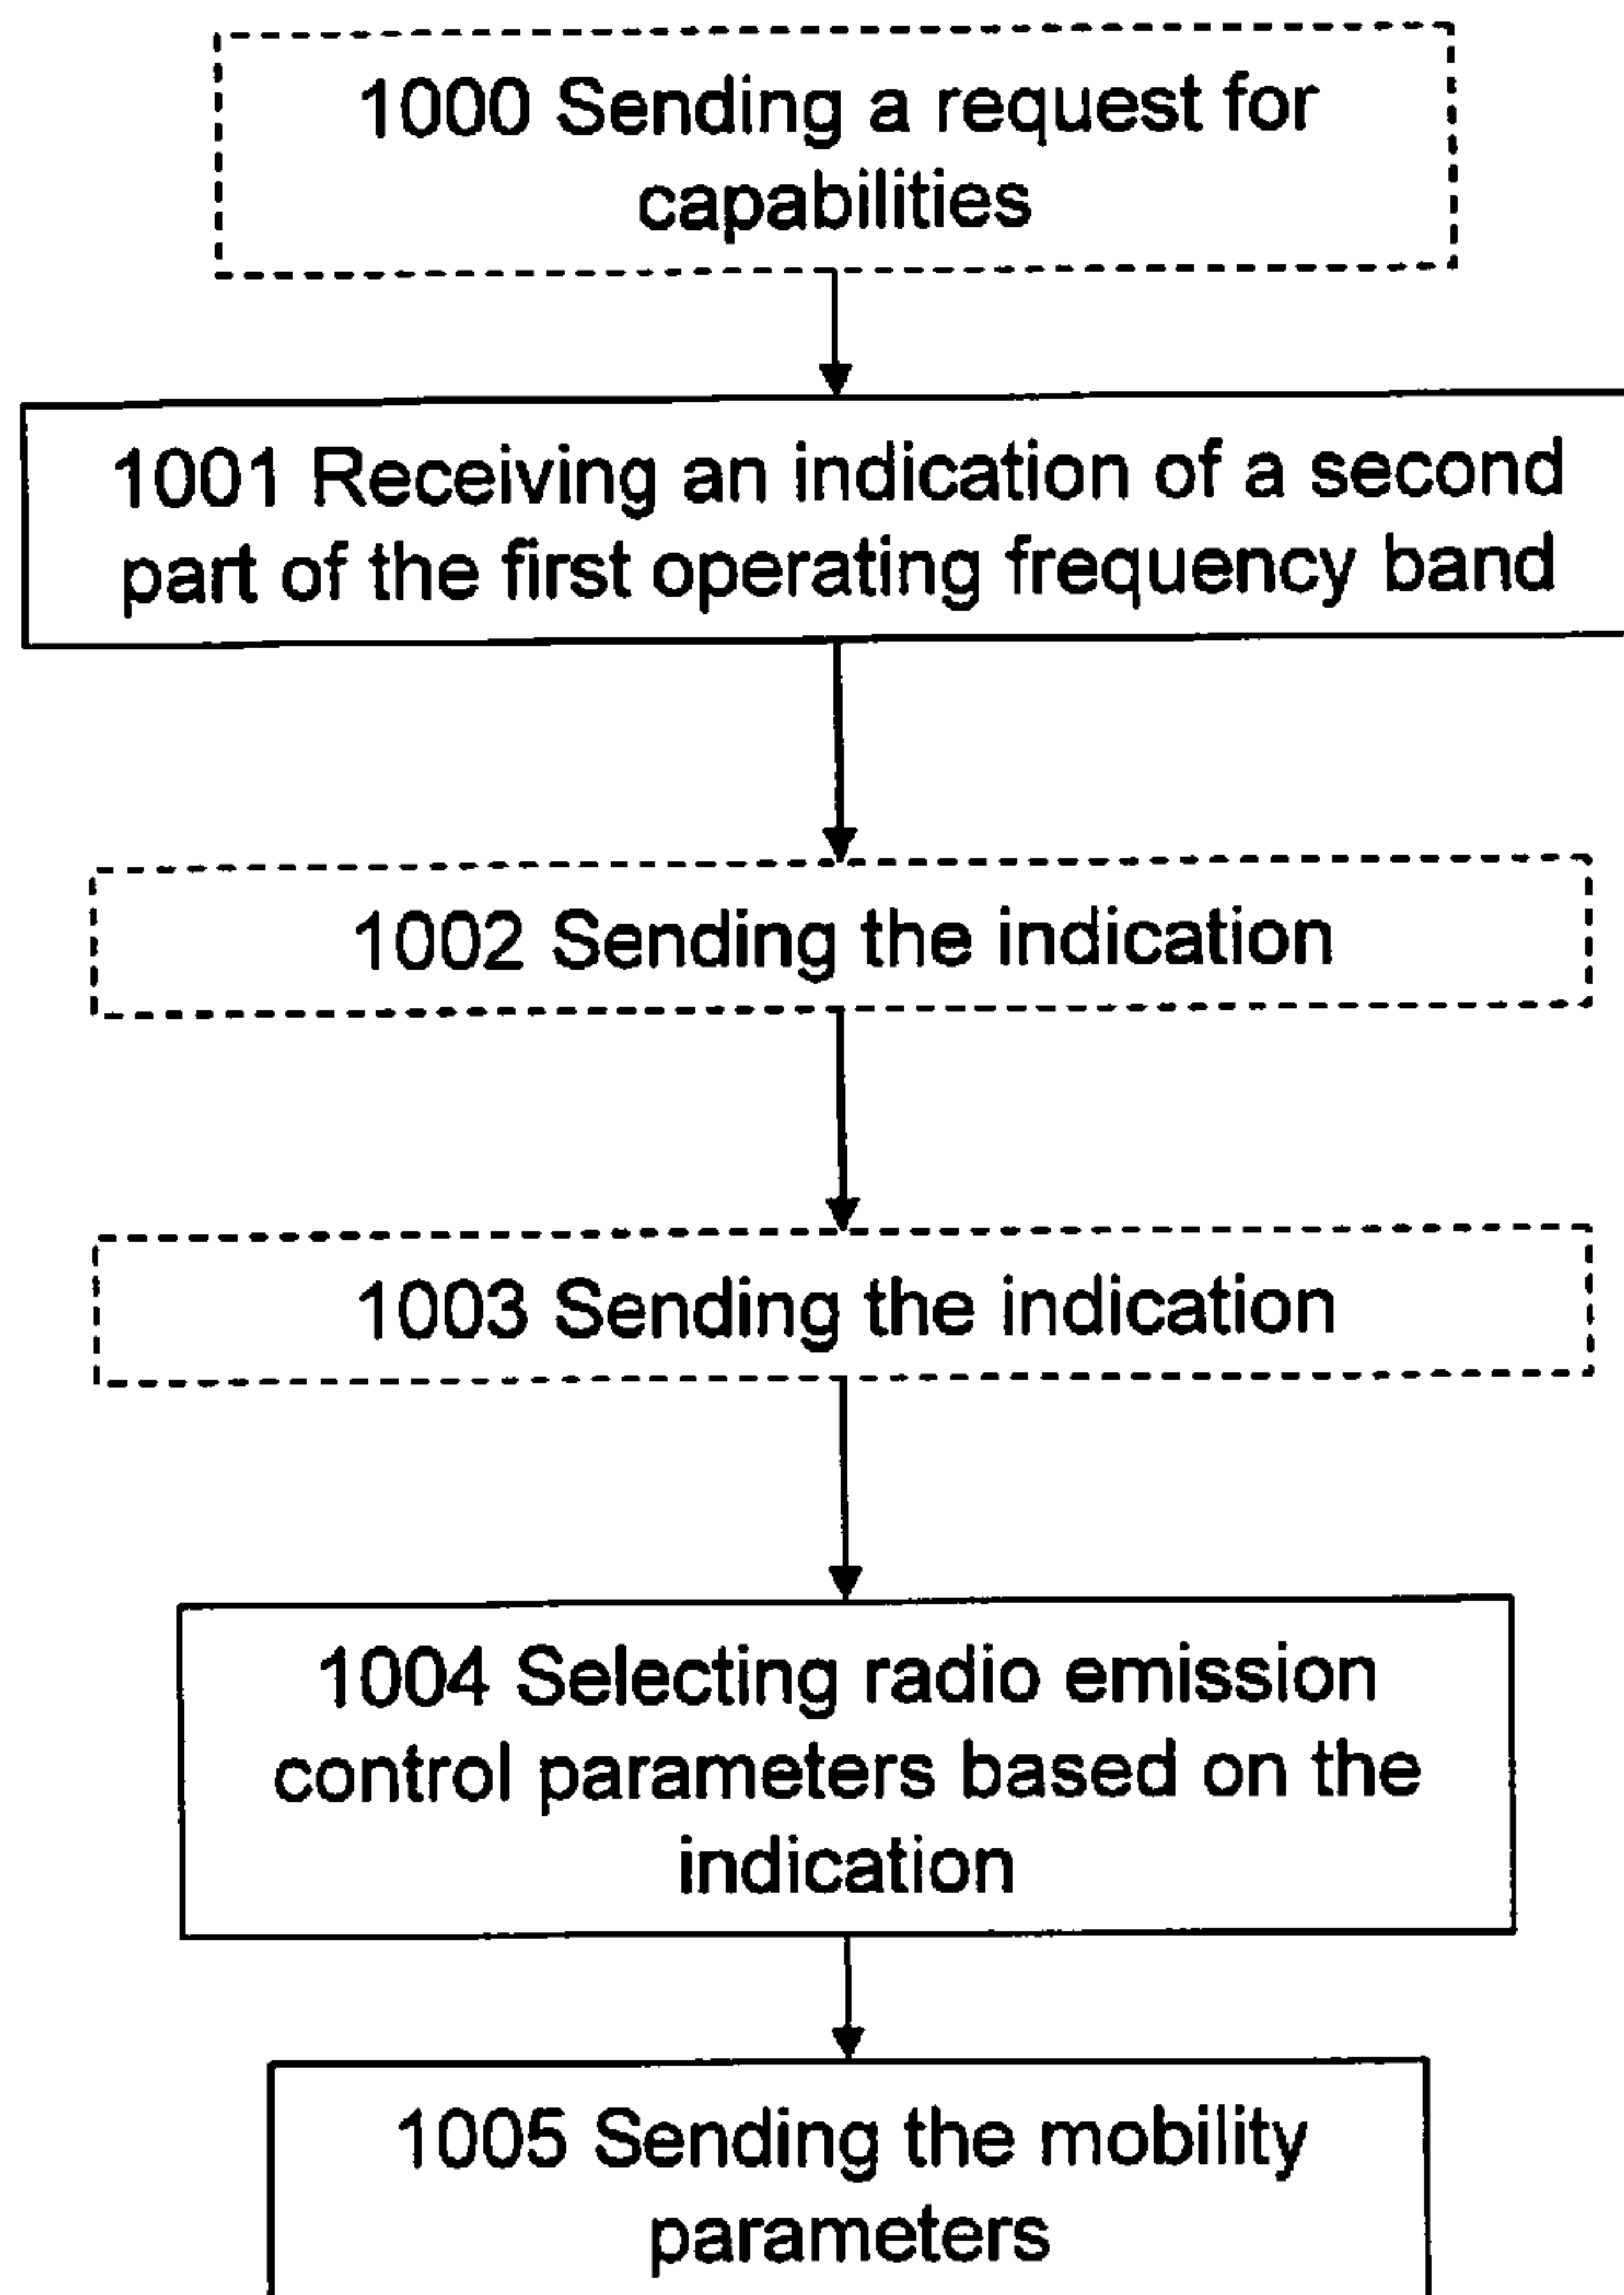 1000 Sending a request for
capabilities
1001 Receiving an indication of a second
part of the first operating frequency band
1002 Sending the indication
1003 Sending the indication
1004 Selecting radio emission
control parameters based on the
indication
1005 Sending the mobility
parameters